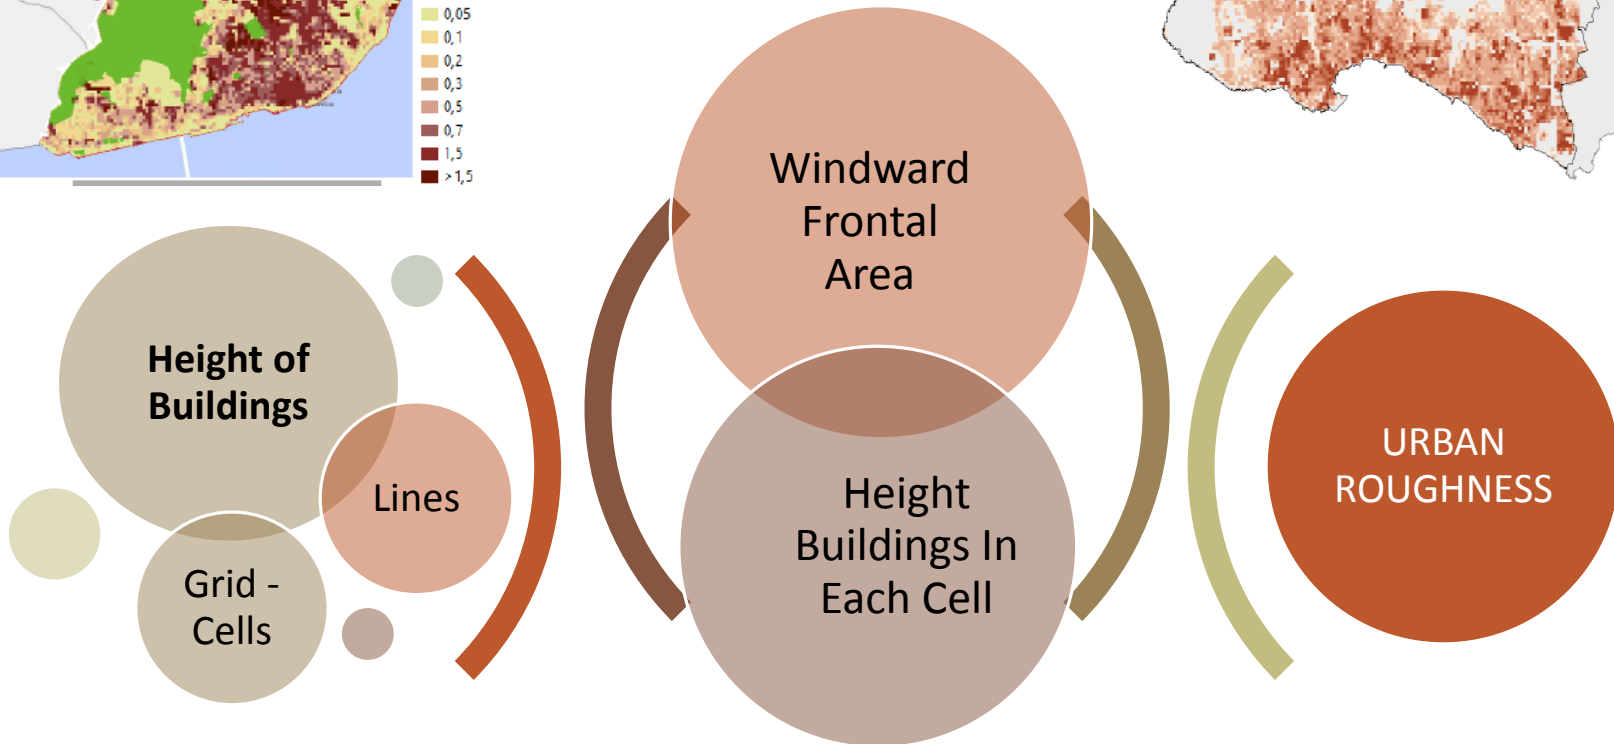 0,05
0,1
0,2
0,3
0,5
0,7
1,5
>1,5
Height of
Buildings
Lines
Grid -
Cells
Windward
Frontal
Area
Height
Buildings In
Each Cell
URBAN
ROUGHNESS